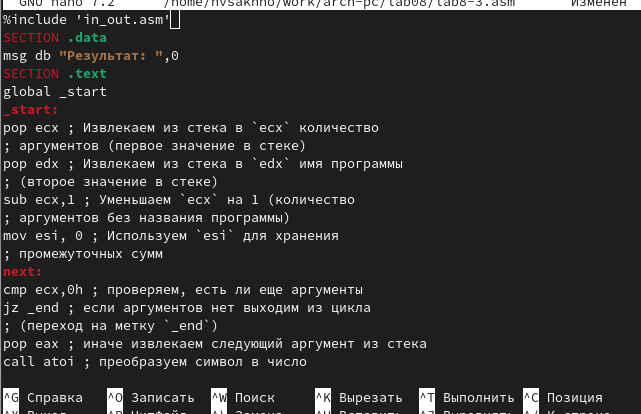 GNU nano 7.2 /home/nvsakhno/work/arch-pc/lab08/lab8-3.asm Изменён
%include 'in_out.asm'
SECTION .data
msg db "Результат: ",0
SECTION .text
global _start
_start:
pop ecx ; Извлекаем из стека в `ecx` количество
; аргументов (первое значение в стеке)
pop edx ; Извлекаем из стека в `edx` имя программы
; (второе значение в стеке)
sub ecx,1 ; Уменьшаем `ecx` на 1 (количество
; аргументов без названия программы)
mov esi, 0 ; Используем `esi` для хранения
; промежуточных сумм
next:
cmp ecx,0h ; проверяем, есть ли еще аргументы
jz _end ; если аргументов нет выходим из цикла
; (переход на метку `_end`)
pop eax ; иначе извлекаем следующий аргумент из стека
call atoi ; преобразуем символ в число
^G Справка ^O Записать ^W Поиск ^K Вырезать ^T Выполнить ^C Позиция